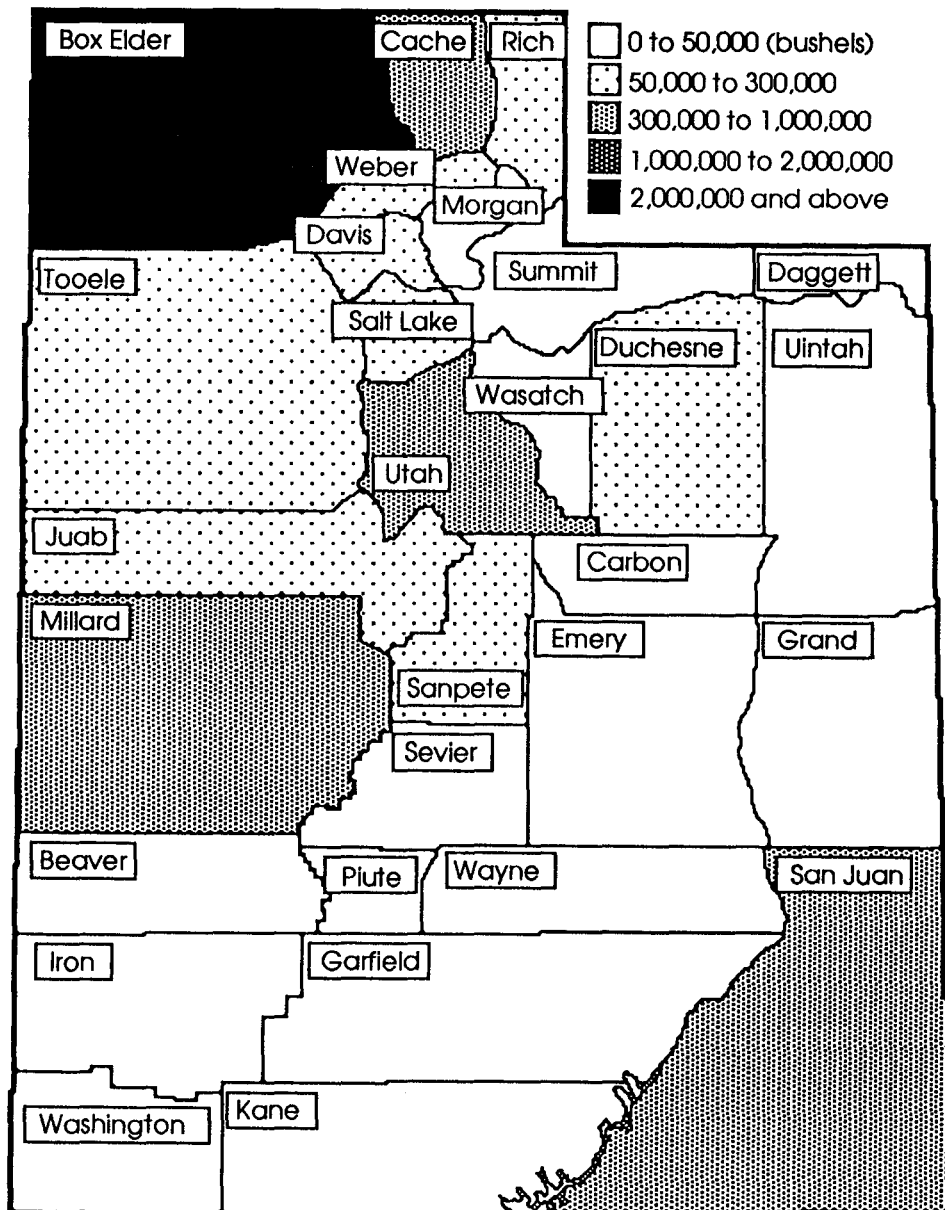 Box Elder
Cache
Rich
0 to 50,000 (bushels)
50,000 to 300,000
300,000 to 1,000,000
1,000,000 to 2,000,000
2,000,000 and above
Weber
Morgan
Davis
Tooele
Summit
Daggett
Salt Lake
Duchesne
Uintah
Wasatch
Utah
Juab
Carbon
Millard
Emery
Grand
Sanpete
Sevier
Beaver
Piute
Wayne
San Juan
Iron
Garfield
Washington
Kane